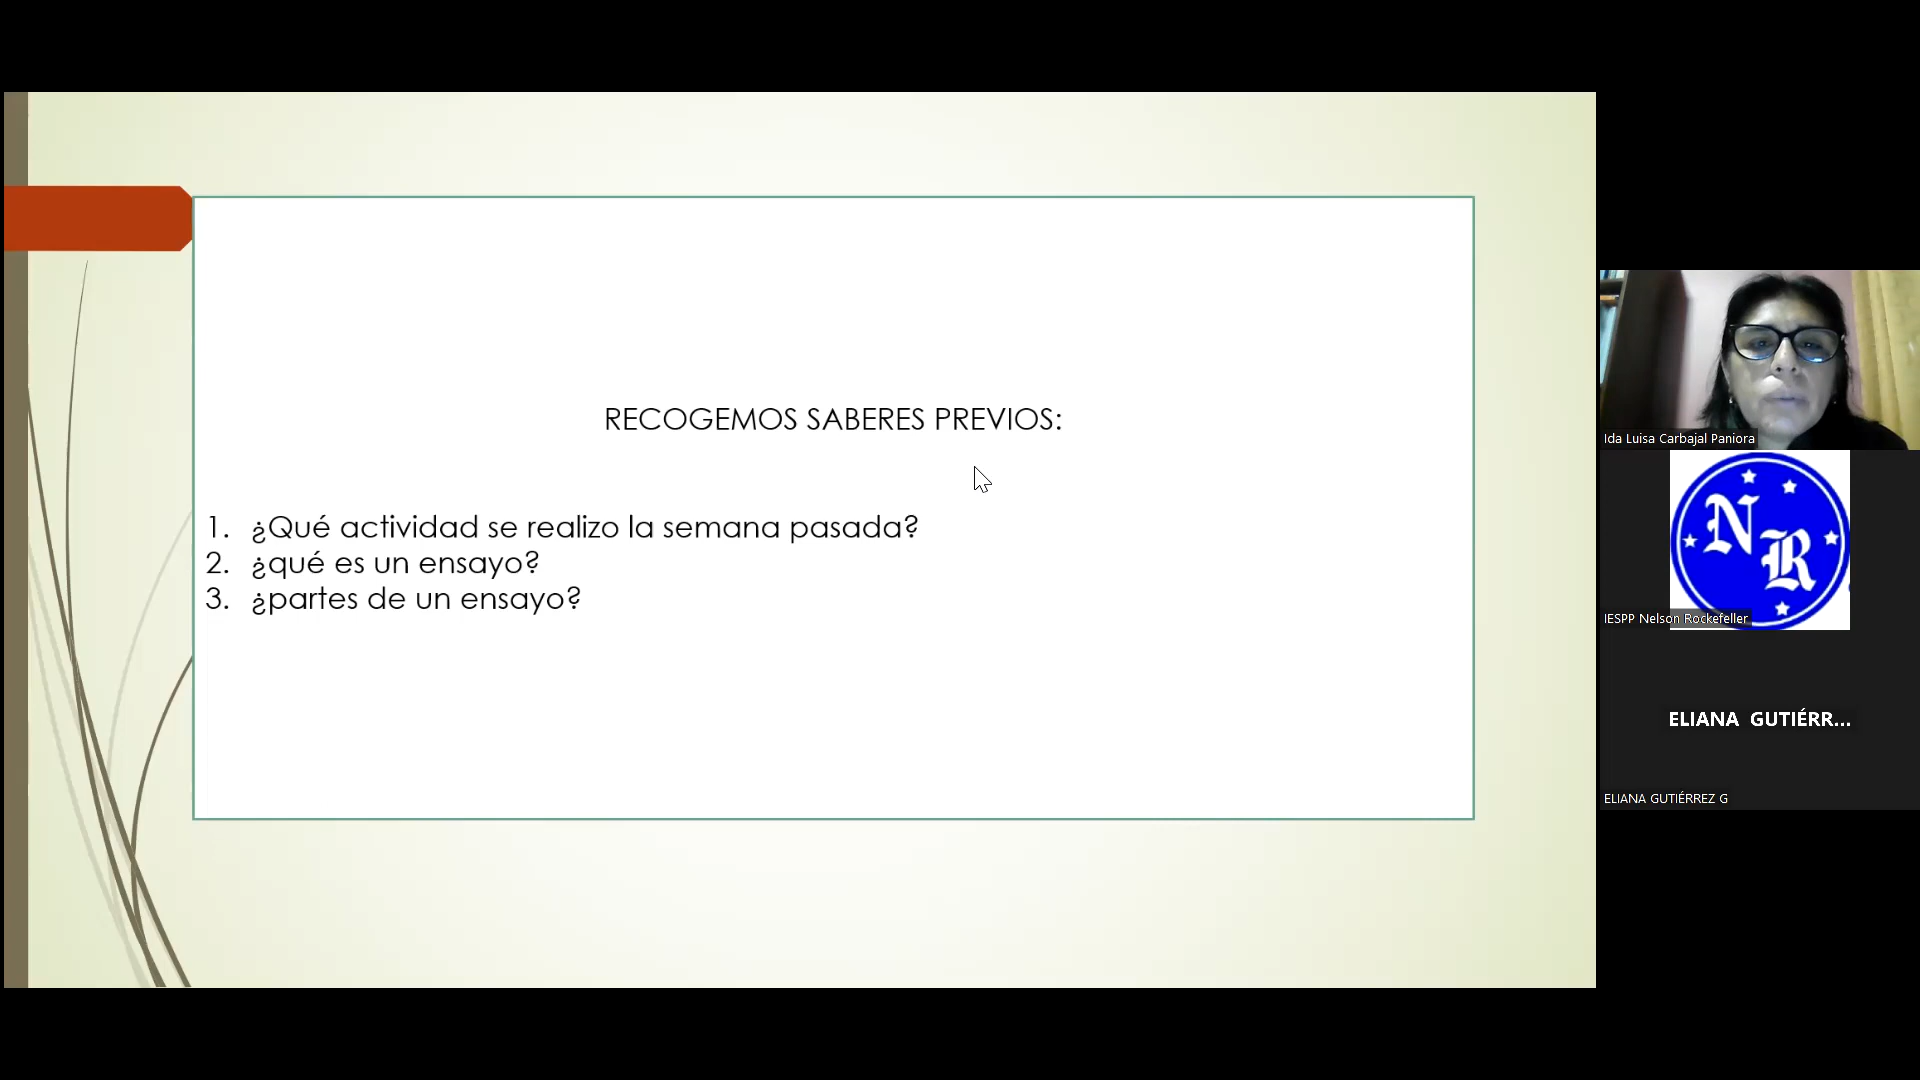 RECOGEMOS SABERES PREVIOS:
1. ¿Qué actividad se realizo la semana pasada?
2. ¿qué es un ensayo?
3. ¿partes de un ensayo?
Ida Luisa Carbajal Paniora
N
R
IESPP Nelson Rockefeller
ELIANA GUTIÉRR...
ELIANA GUTIÉRREZ G